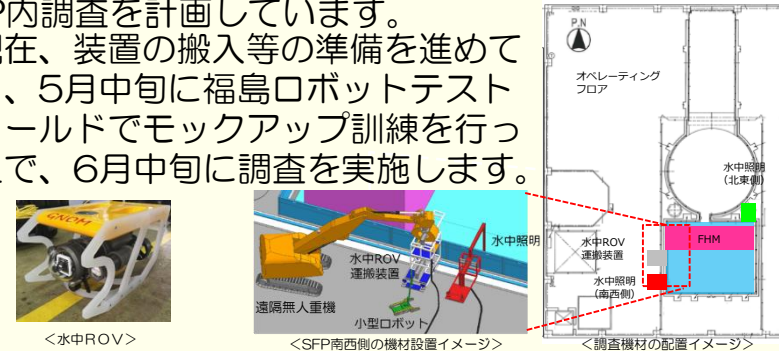 P内調査を計画しています。
現在、装置の搬入等の準備を進めて
、5月中旬に福島ロボットテスト
ールドでモックアップ訓練を行っ
で、6月中旬に調査を実施します。
GNOM
<水中ROV>
水中照明
水中ROV
運搬装置
遠隔無人重機
小型ロボット
<SFP南西側の機材設置イメージ>
P.N
オペレーティング
フロア
水中照明
(北東側)
FHM
水中ROV
運搬装置
水中照明
(南西側)
<調査機材の配置イメージ>